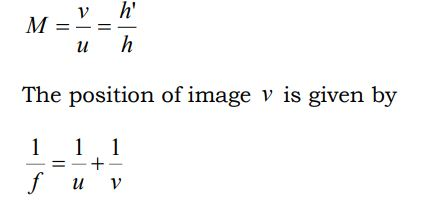 M = v/u = h'/h
The position of image v is given by
1/f = 1/u + 1/v